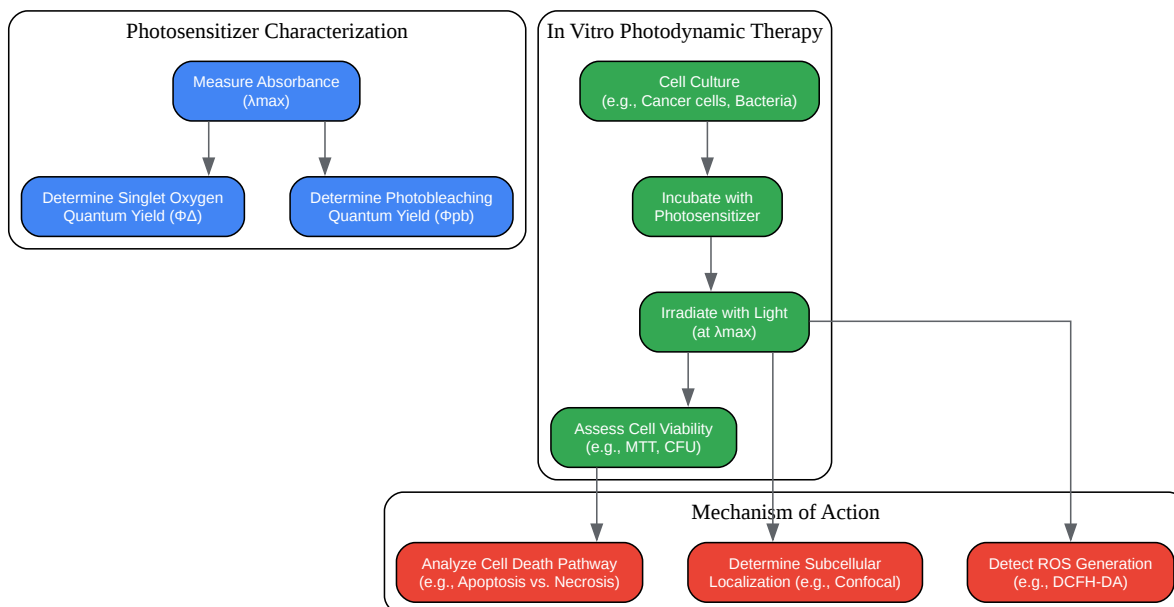 Photosensitizer Characterization
Measure Absorbance
(λmax)
Determine Singlet Oxygen
Quantum Yield (ΦΔ)
Determine Photobleaching
Quantum Yield (Φpb)
In Vitro Photodynamic Therapy
Cell Culture
(e.g., Cancer cells, Bacteria)
Incubate with
Photosensitizer
Irradiate with Light
(at λmax)
Assess Cell Viability
(e.g., MTT, CFU)
Mechanism of Action
Analyze Cell Death Pathway
(e.g., Apoptosis vs. Necrosis)
Determine Subcellular
Localization (e.g., Confocal)
Detect ROS Generation
(e.g., DCFH-DA)